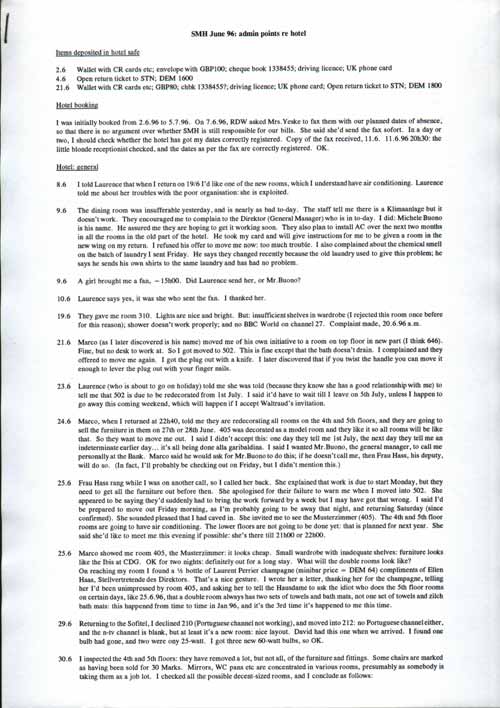 SMH June 96: admin points re hotel
Items deposited in hotel safe
2.6 Wallet with CR cards etc; envelope with GBP100; cheque book 1338455; driving licence; UK phone card
4.6 Open return ticket to STN; DEM 1600
21.6 Wallet with CR cards etc; GBP80; chbk 1338455?; driving licence; UK phone card; Open return ticket to STN; DEM 1800
Hotel booking
I was initially booked from 2.6.96 to 5.7.96. On 7.6.96, RDW asked Mrs.Yeske to fax them with our planned dates of absence,
so that there is no argument over whether SMH is still responsible for our bills. She said she'd send the fax sofort. In a day or
two, I should check whether the hotel has got my dates correctly registered. Copy of the fax received, 11.6. 11.6.96 20h30: the
little blonde receptionist checked, and the dates as per the fax are correctly registered. OK.
Hotel: general
8.6 I told Laurence that when I return on 19/6 I'd like one of the new rooms, which I understand have air conditioning. Laurence
told me about her troubles with the poor organisation: she is exploited.
9.6 The dining room was insufferable yesterday, and is nearly as bad to-day. The staff tell me there is a Klimaanlage but it
doesn't work. They encouraged me to complain to the Direktor (General Manager) who is in to-day. I did: Michele Buono
is his name. He assured me they are hoping to get it working soon. They also plan to install AC over the next two months
in all the rooms in the old part of the hotel. He took my card and will give instructions for me to be given a room in the
new wing on my return. I refused his offer to move me now; too much trouble. I also complained about the chemical smell
on the batch of laundry I sent Friday. He says they changed recently because the old laundry used to give this problem; he
says he sends his own shirts to the same laundry and has had no problem.
9.6 A girl brought me a fan, ~15h00. Did Laurence send her, or Mr.Buono?
10.6 Laurence says yes, it was she who sent the fan. I thanked her.
19.6 They gave me room 310. Lights are nice and bright. But: insufficient shelves in wardrobe (I rejected this room once before
for this reason); shower doesn't work properly; and no BBC World on channel 27. Complaint made, 20.6.96 a.m.
21.6 Marco (as I later discovered is his name) moved me of his own initiative to a room on top floor in new part (I think 646).
Fine, but no desk to work at. So I got moved to 502. This is fine except that the bath doesn't drain. I complained and they
offered to move me again. I got the plug out with a knife. I later discovered that if you twist the handle you can move it
enough to lever the plug out with your finger nails.
23.6 Laurence (who is about to go on holiday) told me she was told (because they know she has a good relationship with me) to
tell me that 502 is due to be redecorated from 1st July. I said it'd have to wait till I leave on 5th July, unless I happen to
go away this coming weekend, which will happen if I accept Waltraud's invitation.
24.6 Marco, when I returned at 22h40, told me they are redecorating all rooms on the 4th and 5th floors, and they are going to
sell the furniture in them on 27th or 28th June. 405 was decorated as a model room and they like it so all rooms will be like
that. So they want to move me out. I said I didn't accept this: one day they tell me 1st July, the next day they tell me an
indeterminate earlier day... it's all being done alla garibaldina. I said I wanted Mr.Buono, the general manager, to call me
personally at the Bank. Marco said he would ask for Mr.Buono to do this; if he doesn't call me, then Frau Hass, his deputy,
will do so. (In fact, I'll probably be checking out on Friday, but I didn't mention this.)
25.6 Frau Hass rang while I was on another call, so I called her back. She explained that work is due to start Monday, but they
need to get all the furniture out before then. She apologised for their failure to warn me when I moved into 502. She
appeared to be saying they'd suddenly had to bring the work forward by a week but I may have got that wrong. I said I'd
be prepared to move out Friday morning, as I'm probably going to be away that night, and returning Saturday (since
confirmed). She sounded pleased that I had caved in. She invited me to see the Musterzimmer (405). The 4th and 5th floor
rooms are going to have air conditioning. The lower floors are not going to be done yet; that is planned for next year. She
said she'd like to meet me this evening if possible: she's there till 21h00 or 22h00.
25.6 Marco showed me room 405, the Musterzimmer: it looks cheap. Small wardrobe with inadequate shelves: furniture looks
like the Ibis at CDG. OK for two nights: definitely out for a long stay. What will the double rooms look like?
On reaching my room I found a ½ bottle of Laurent Perrier champagne (minibar price = DEM 64) compliments of Ellen
Haas, Stellvertretende des Direktors. That's a nice gesture. I wrote her a letter, thanking her for the champagne, telling
her I'd been unimpressed by room 405, and asking her to tell the Hausdame to ask the idiot who does the 5th floor rooms
on certain days, like 25.6.96, that a double room always has two sets of towels and bath mats, not one set of towels and zilch
bath mats: this happened from time to time in Jan 96, and it's the 3rd time it's happened to me this time.
29.6 Returning to the Sofitel, I declined 210 (Portuguese channel not working), and moved into 212: no Portuguese channel either,
and the n-tv channel is blank, but at least it's a new room: nice layout. David had this one when we arrived. I found one
bulb had gone, and two were ony 25-watt. I got three new 60-watt bulbs, so OK.
30.6 I inspected the 4th and 5th floors: they have removed a lot, but not all, of the furniture and fittings. Some chairs are marked
as having been sold for 30 Marks. Mirrors, WC pans etc are concentrated in various rooms, presumably as somebody is
taking them as a job lot. I checked all the possible decent-sized rooms, and I conclude as follows: